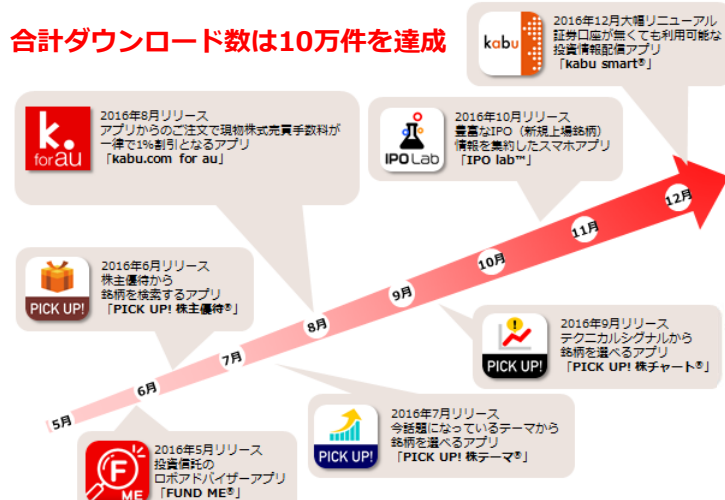 合計ダウンロード数は10万件を達成
kabu
2016年12月大幅リニューアル
証券口座が無くても利用可能な
投資情報配信アプリ
「kabu smart®」
k.
for au
2016年8月リリース
アプリからのご注文で現物株式売買手数料が
一律で1%割引となるアプリ
「kabu.com for au」
IPO Lab
2016年10月リリース
豊富なIPO（新規上場銘柄）
情報を集約したスマホアプリ
「IPO lab™」
PICK UP!
2016年6月リリース
株主優待から
銘柄を検索するアプリ
「PICK UP! 株主優待®」
5月
6月
7月
8月
9月
10月
11月
12月
PICK UP!
2016年9月リリース
テクニカルシグナルから
銘柄を選べるアプリ
「PICK UP! 株チャート®」
PICK UP!
2016年7月リリース
今話題になっているテーマから
銘柄を選べるアプリ
「PICK UP! 株テーマ®」
F
ME
2016年5月リリース
投資信託の
ロボアドバイザーアプリ
「FUND ME®」